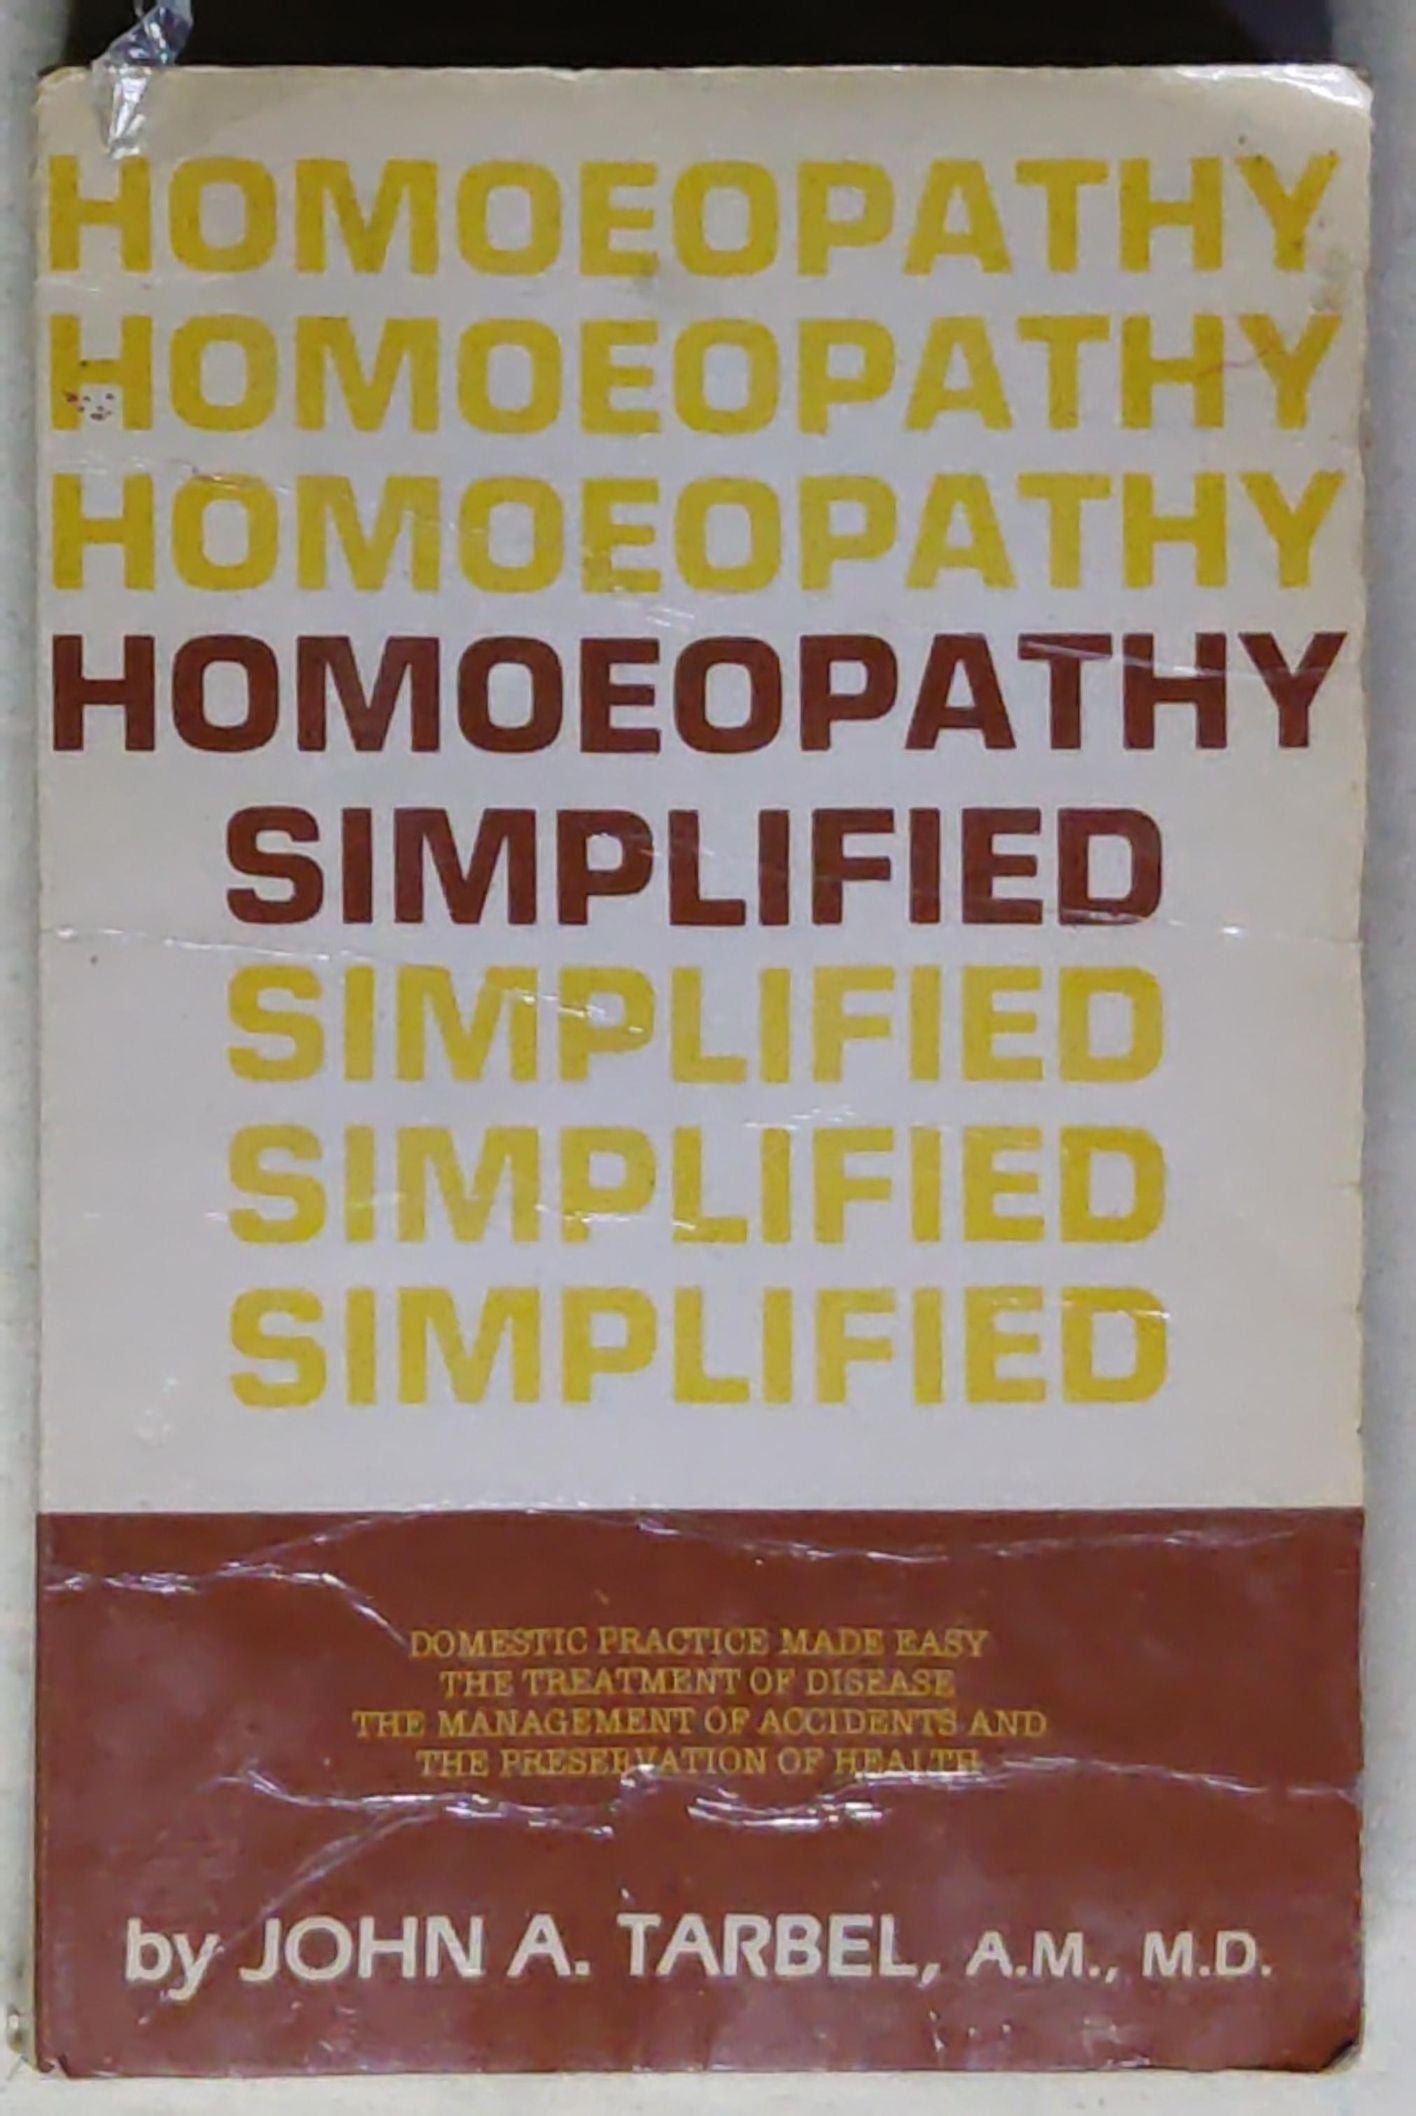 HOMOEOPATHY
HOMOEOPATHY
HOMOEOPATHY
HOMOEOPATHY
SIMPLIFIED
SIMPLIFIED
SIMPLIFIED
SIMPLIFIED
DOMESTIC PRACTICE MADE EASY
THE TREATMENT OF DISEASE
THE MANAGEMENT OF ACCIDENTS AND
THE PRESERVATION OF HEALTH
by JOHN A. TARBEL, A.M., M.D.